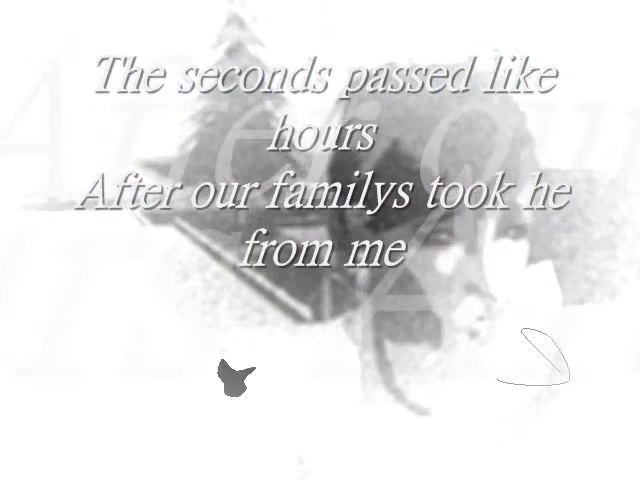 The seconds passed like
hours
After our familys took he
from me